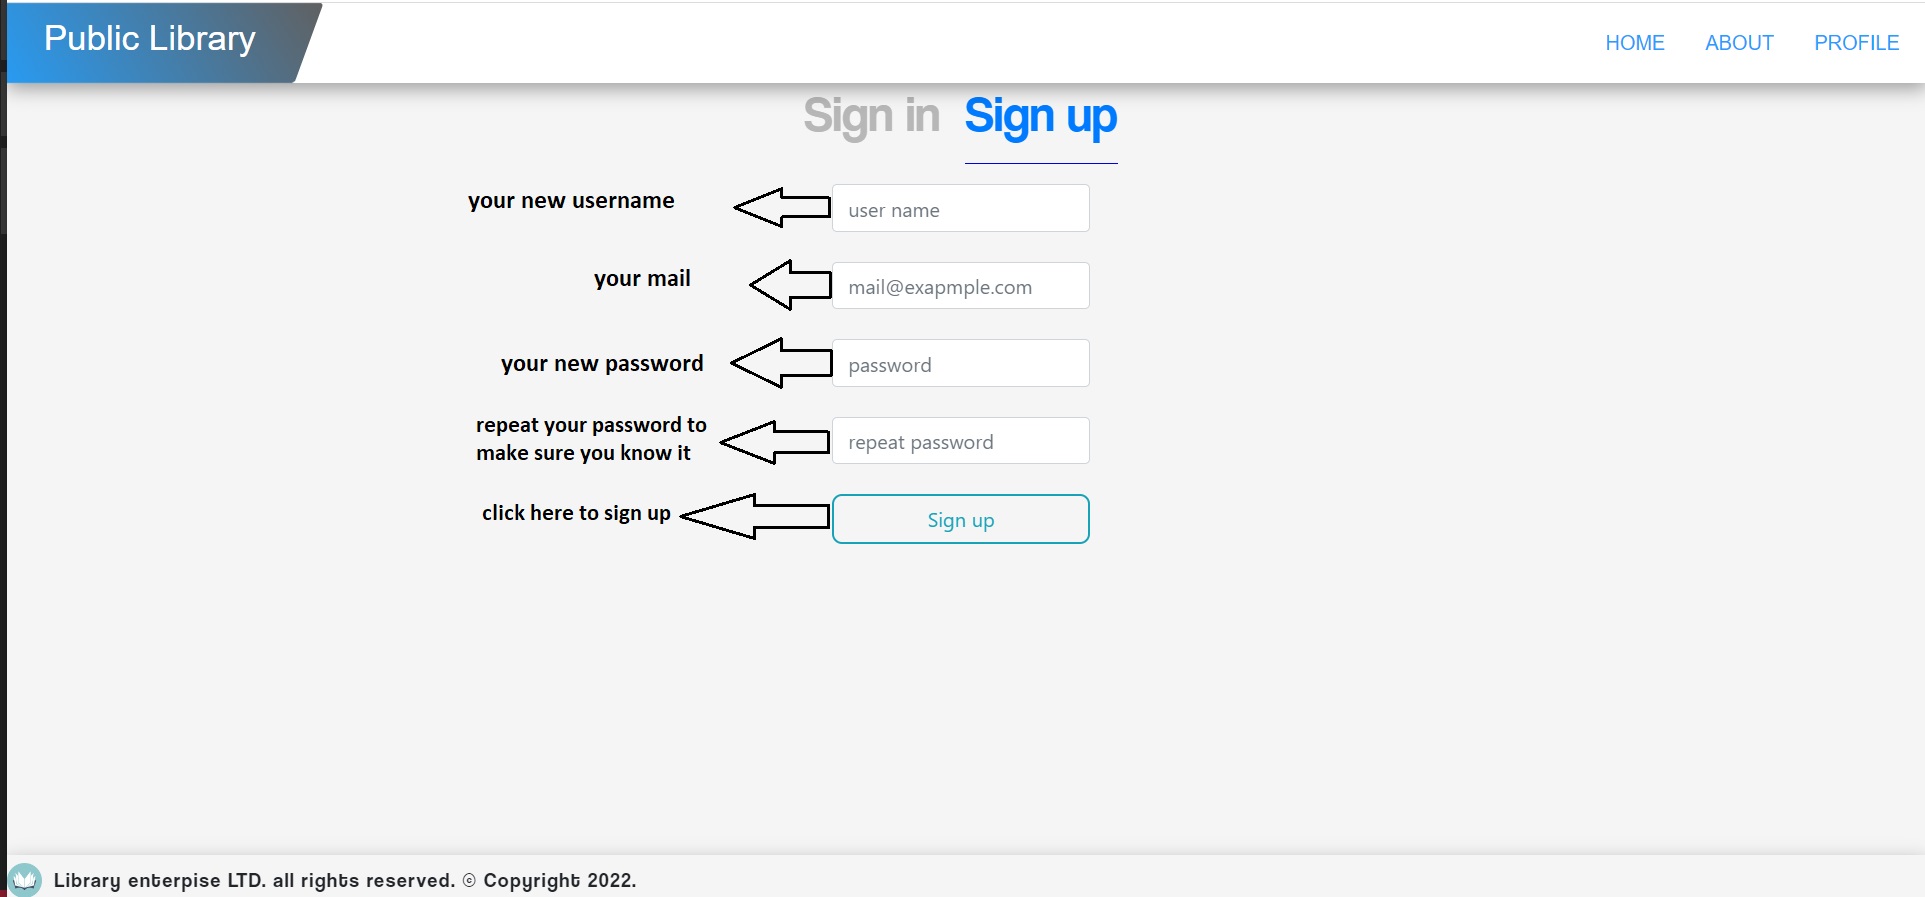 Public Library
HOME ABOUT PROFILE
Sign in Sign up
your new username
user name
your mail
mail@exapmple.com
your new password
password
repeat your password to
make sure you know it
repeat password
click here to sign up
Sign up
Library enterpise LTD. all rights reserved. © Copyright 2022.